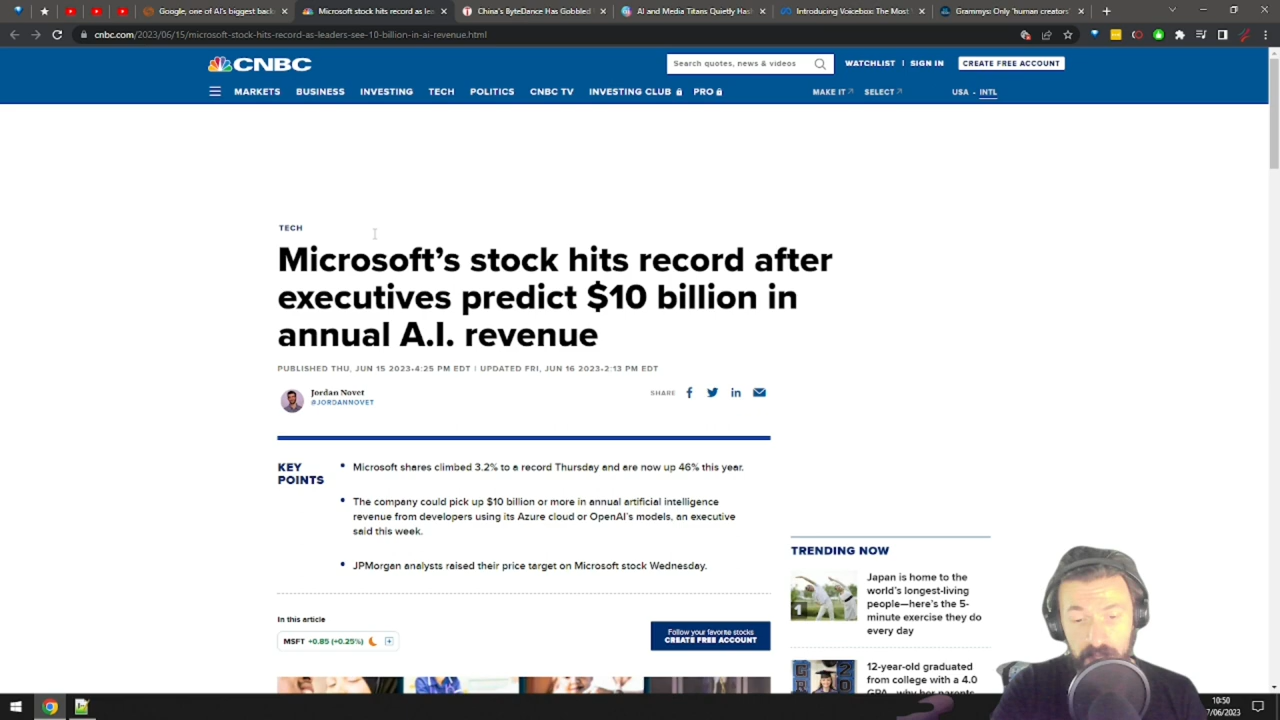 Google, one of AI's biggest back
Microsoft stock hits record as le
China's ByteDance Has Gobbled
AI and Media Titans Quietly Hash
Introducing Voicebox: The Most
Grammys: Only 'human creators'
cnbc.com/2023/06/15/microsoft-stock-hits-record-as-leaders-see-10-billion-in-ai-revenue.html
CNBC
Search quotes, news & videos
WATCHLIST | SIGN IN
CREATE FREE ACCOUNT
MARKETS BUSINESS INVESTING TECH POLITICS CNBC TV INVESTING CLUB PRO
MAKE IT SELECT
USA • INTL
TECH
Microsoft's stock hits record after
executives predict $10 billion in
annual A.I. revenue
PUBLISHED THU, JUN 15 2023•4:25 PM EDT | UPDATED FRI, JUN 16 2023•2:13 PM EDT
Jordan Novet
@JORDANNOVET
SHARE
KEY
POINTS
Microsoft shares climbed 3.2% to a record Thursday and are now up 46% this year.
The company could pick up $10 billion or more in annual artificial intelligence
revenue from developers using its Azure cloud or OpenAI's models, an executive
said this week.
JPMorgan analysts raised their price target on Microsoft stock Wednesday.
In this article
MSFT +0.85 (+0.25%)
Follow your favorite stocks
CREATE FREE ACCOUNT
TRENDING NOW
1
Japan is home to the
world's longest-living
people—here's the 5-
minute exercise they do
every day
12-year-old graduated
from college with a 4.0
GPA
10:50
7/06/2023